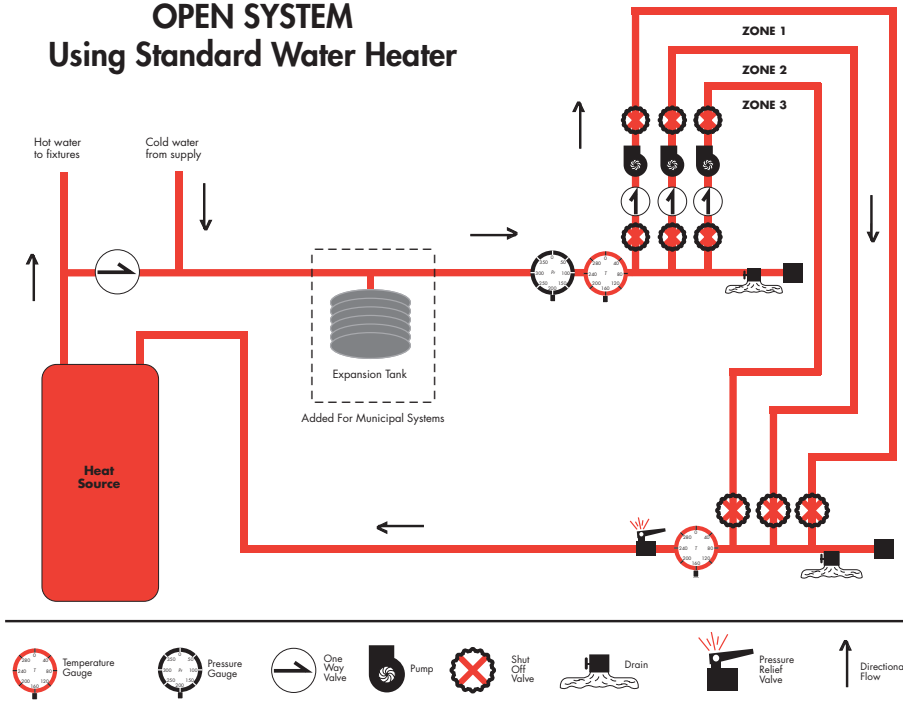 OPEN SYSTEM
Using Standard Water Heater
ZONE 1
ZONE 2
ZONE 3
Hot water
to fixtures
Cold water
from supply
Expansion Tank
Added For Municipal Systems
Heat
Source
Temperature
Gauge
Pressure
Gauge
One
Way
Valve
Pump
Shut
Off
Valve
Drain
Pressure
Relief
Valve
Directional
Flow